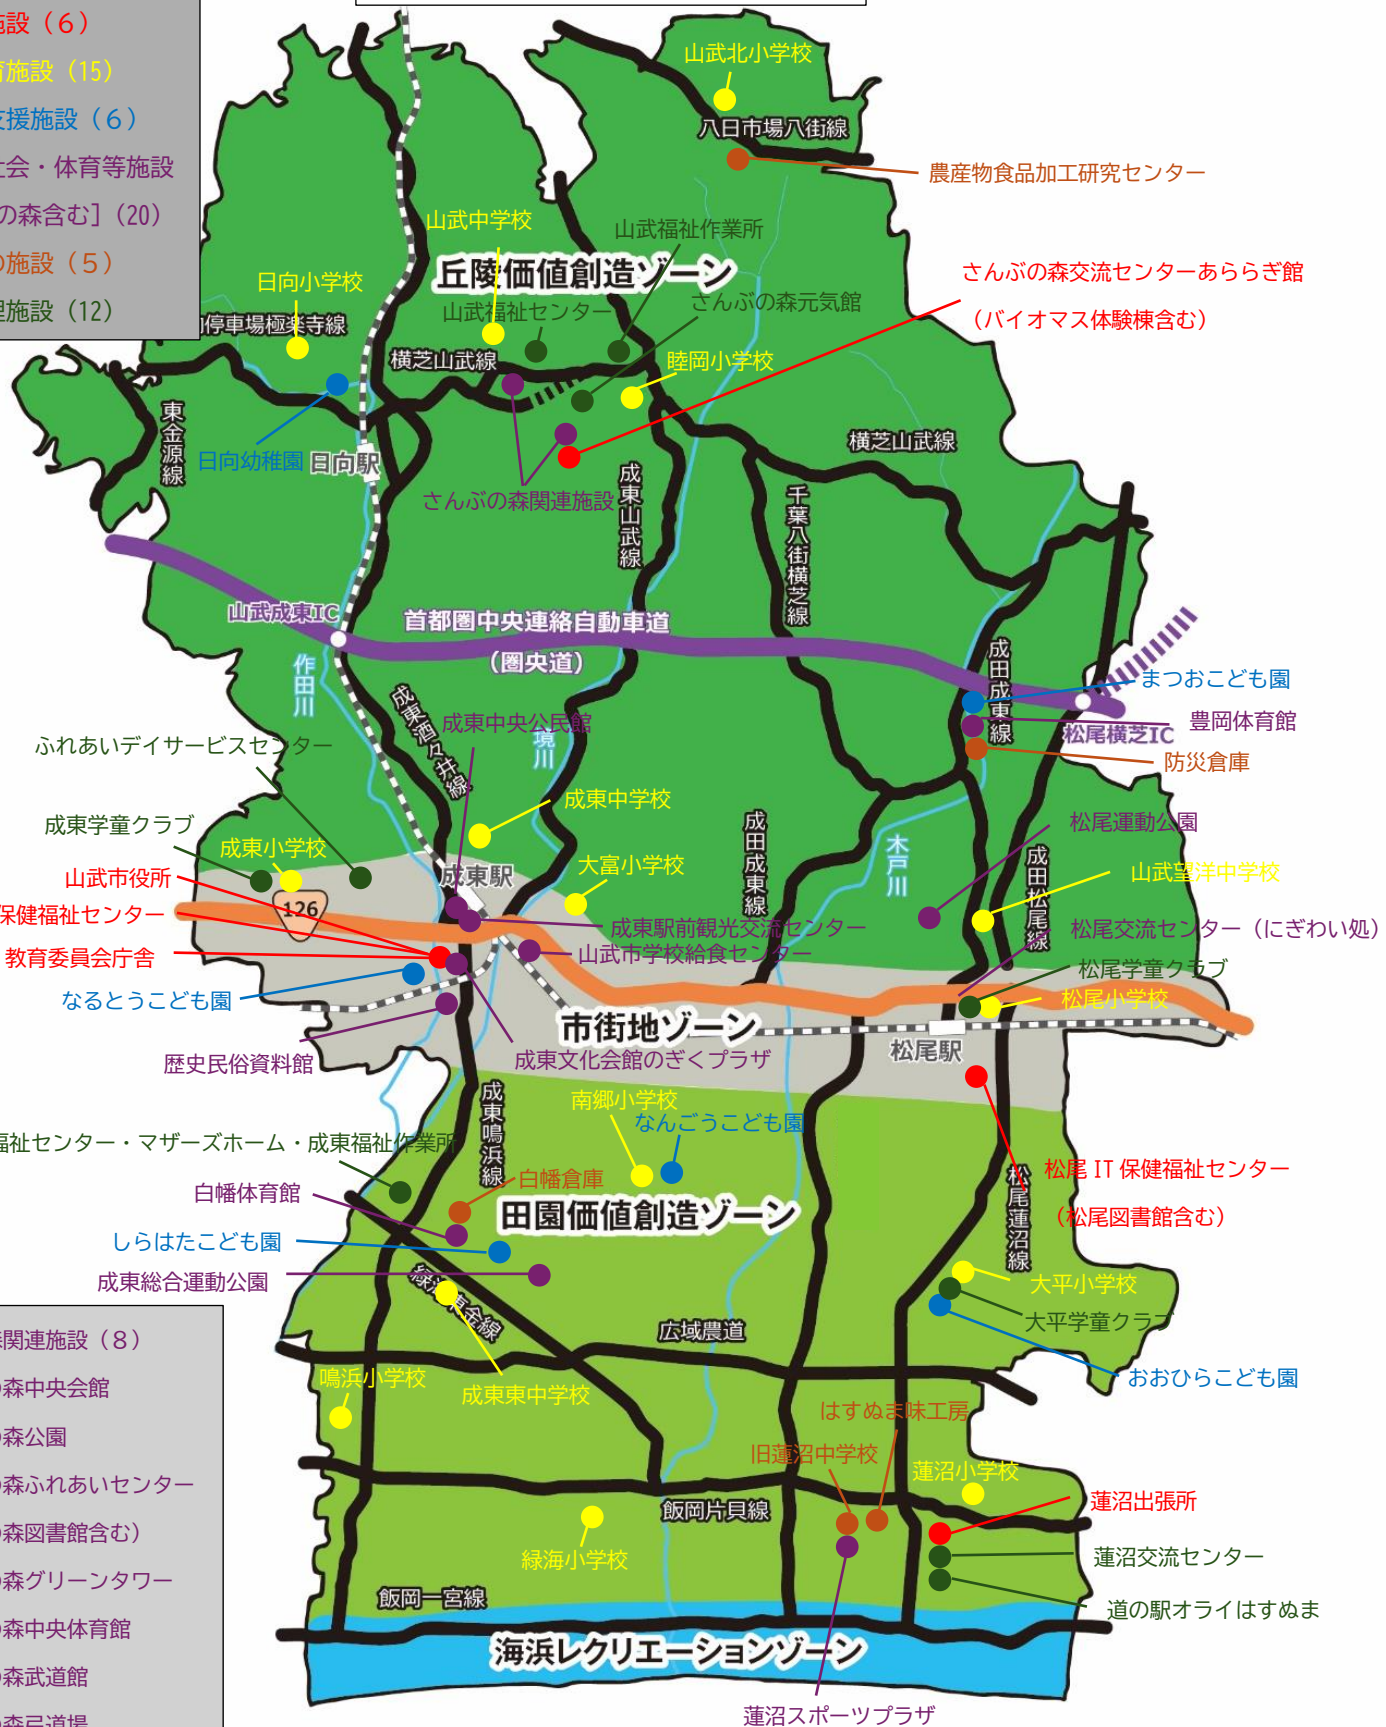 施設（６）
育施設（15）
支援施設（６）
社会・体育等施設
の森含む］（20）
の施設（５）
理施設（12）
山武北小学校
八日市場八街線
農産物食品加工研究センター
山武中学校
山武福祉作業所
丘陵価値創造ゾーン
さんぶの森交流センターあららぎ館
（バイオマス体験棟含む）
日向小学校
山武福祉センター
さんぶの森元気館
停車場極楽寺線
横芝山武線
睦岡小学校
東金源線
横芝山武線
日向幼稚園
日向駅
成東山武線
さんぶの森関連施設
千葉八街横芝線
山武成東IC
首都圏中央連絡自動車道
（圏央道）
作田川
成田成東線
まつおこども園
成東酒々井線
成東中央公民館
境川
豊岡体育館
松尾横芝IC
ふれあいデイサービスセンター
防災倉庫
成東中学校
成東学童クラブ
成東小学校
成田成東線
木戸川
松尾運動公園
成田松尾線
山武市役所
成東駅
大富小学校
山武望洋中学校
126
保健福祉センター
成東駅前観光交流センター
松尾交流センター（にぎわい処）
教育委員会庁舎
山武市学校給食センター
松尾学童クラブ
なるとうこども園
松尾小学校
市街地ゾーン
歴史民俗資料館
成東文化会館のぎくプラザ
松尾駅
成東鳴浜線
南郷小学校
なんごうこども園
福祉センター・マザーズホーム・成東福祉作業所
松尾 IT 保健福祉センター
（松尾図書館含む）
松尾蓮沼線
白幡倉庫
白幡体育館
田園価値創造ゾーン
しらはたこども園
成東総合運動公園
緑海東金線
大平小学校
大平学童クラブ
広域農道
森関連施設（８）
鳴浜小学校
成東東中学校
おおひらこども園
の森中央会館
はすぬま味工房
の森公園
旧蓮沼中学校
蓮沼小学校
の森ふれあいセンター
飯岡片貝線
蓮沼出張所
の森図書館含む）
緑海小学校
蓮沼交流センター
の森グリーンタワー
飯岡一宮線
道の駅オライはすぬま
の森中央体育館
海浜レクリエーションゾーン
の森武道館
蓮沼スポーツプラザ
の森弓道場